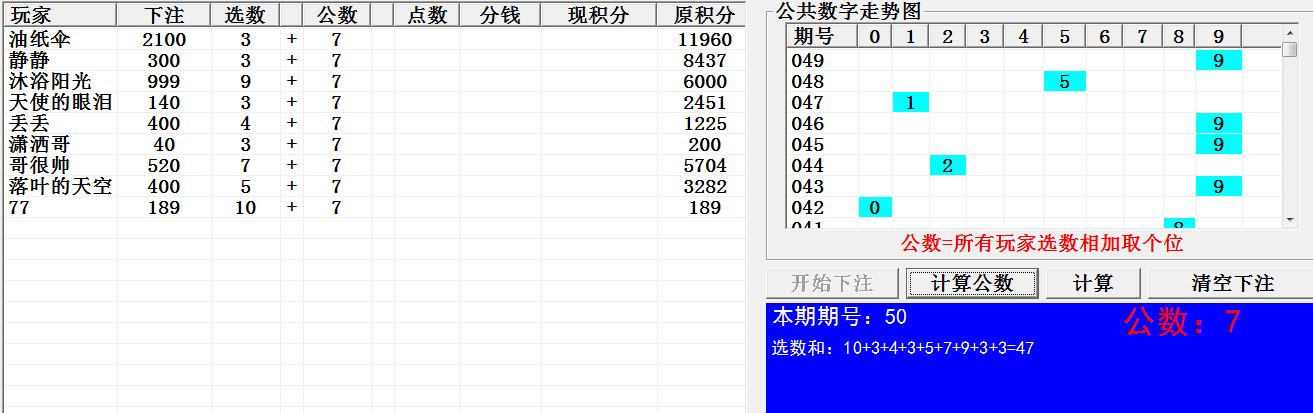 玩家 下注 选数 公数 点数 分钱 现积分 原积分
油纸伞 2100 3 + 7 11960
静静 300 3 + 7 8437
沐浴阳光 999 9 + 7 6000
天使的眼泪 140 3 + 7 2451
丢丢 400 4 + 7 1225
潇洒哥 40 3 + 7 200
哥很帅 520 7 + 7 5704
落叶的天空 400 5 + 7 3282
77 189 10 + 7 189
公共数字走势图
期号 0 1 2 3 4 5 6 7 8 9
049 9
048 5
047 1
046 9
045 9
044 2
043 9
042 0
041 8
公数=所有玩家选数相加取个位
开始下注 计算公数 计算 清空下注
本期期号：50 公数：7
选数和：10+3+4+3+5+7+9+3+3=47